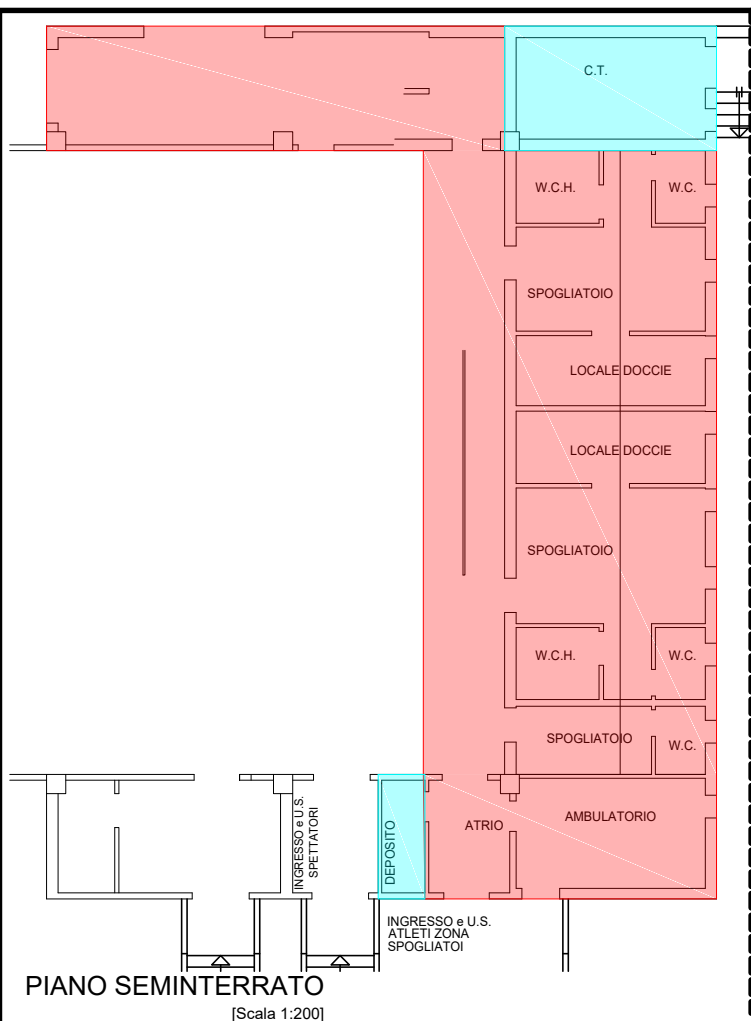 C.T.
W.C.H.
W.C.
SPOGLIATOIO
LOCALE DOCCIE
LOCALE DOCCIE
SPOGLIATOIO
W.C.H.
W.C.
SPOGLIATOIO
W.C.
INGRESSO e U.S.
SPETTATORI
DEPOSITO
ATRIO
AMBULATORIO
INGRESSO e U.S.
ATLETI ZONA
SPOGLIATOI
PIANO SEMINTERRATO
[Scala 1:200]